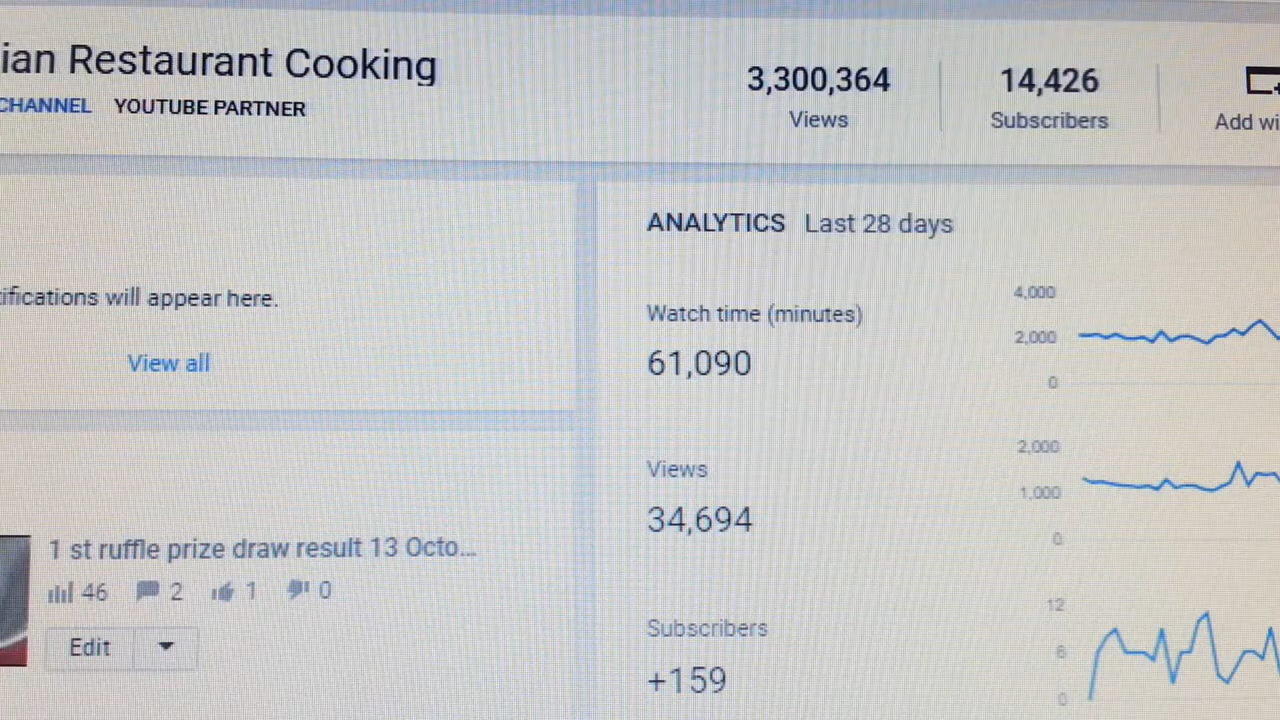 ian Restaurant Cooking
CHANNEL YOUTUBE PARTNER
3,300,364
Views
14,426
Subscribers
Add wi
ifications will appear here.
View all
ANALYTICS Last 28 days
Watch time (minutes)
61,090
4,000
2,000
0
Views
34,694
2,000
1,000
0
1 st ruffle prize draw result 13 Octo...
46 2 1 0
Edit
Subscribers
+159
12
6
0